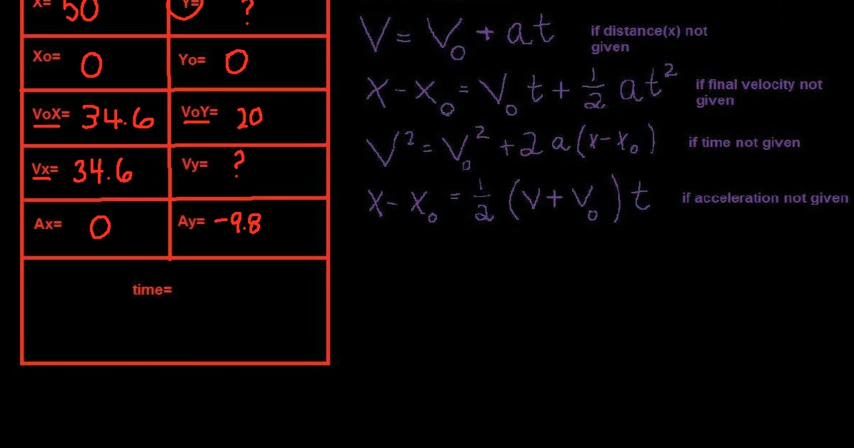 X= 50 Y= ?
Xo= 0 Yo= 0
VoX= 34.6 VoY= 20
Vx= 34.6 Vy= ?
Ax= 0 Ay= -9.8
time=
V = V₀ + at if distance(x) not given
x - x₀ = V₀t + ½ at² if final velocity not given
V² = V₀² + 2a(x - x₀) if time not given
x - x₀ = ½ (V + V₀)t if acceleration not given